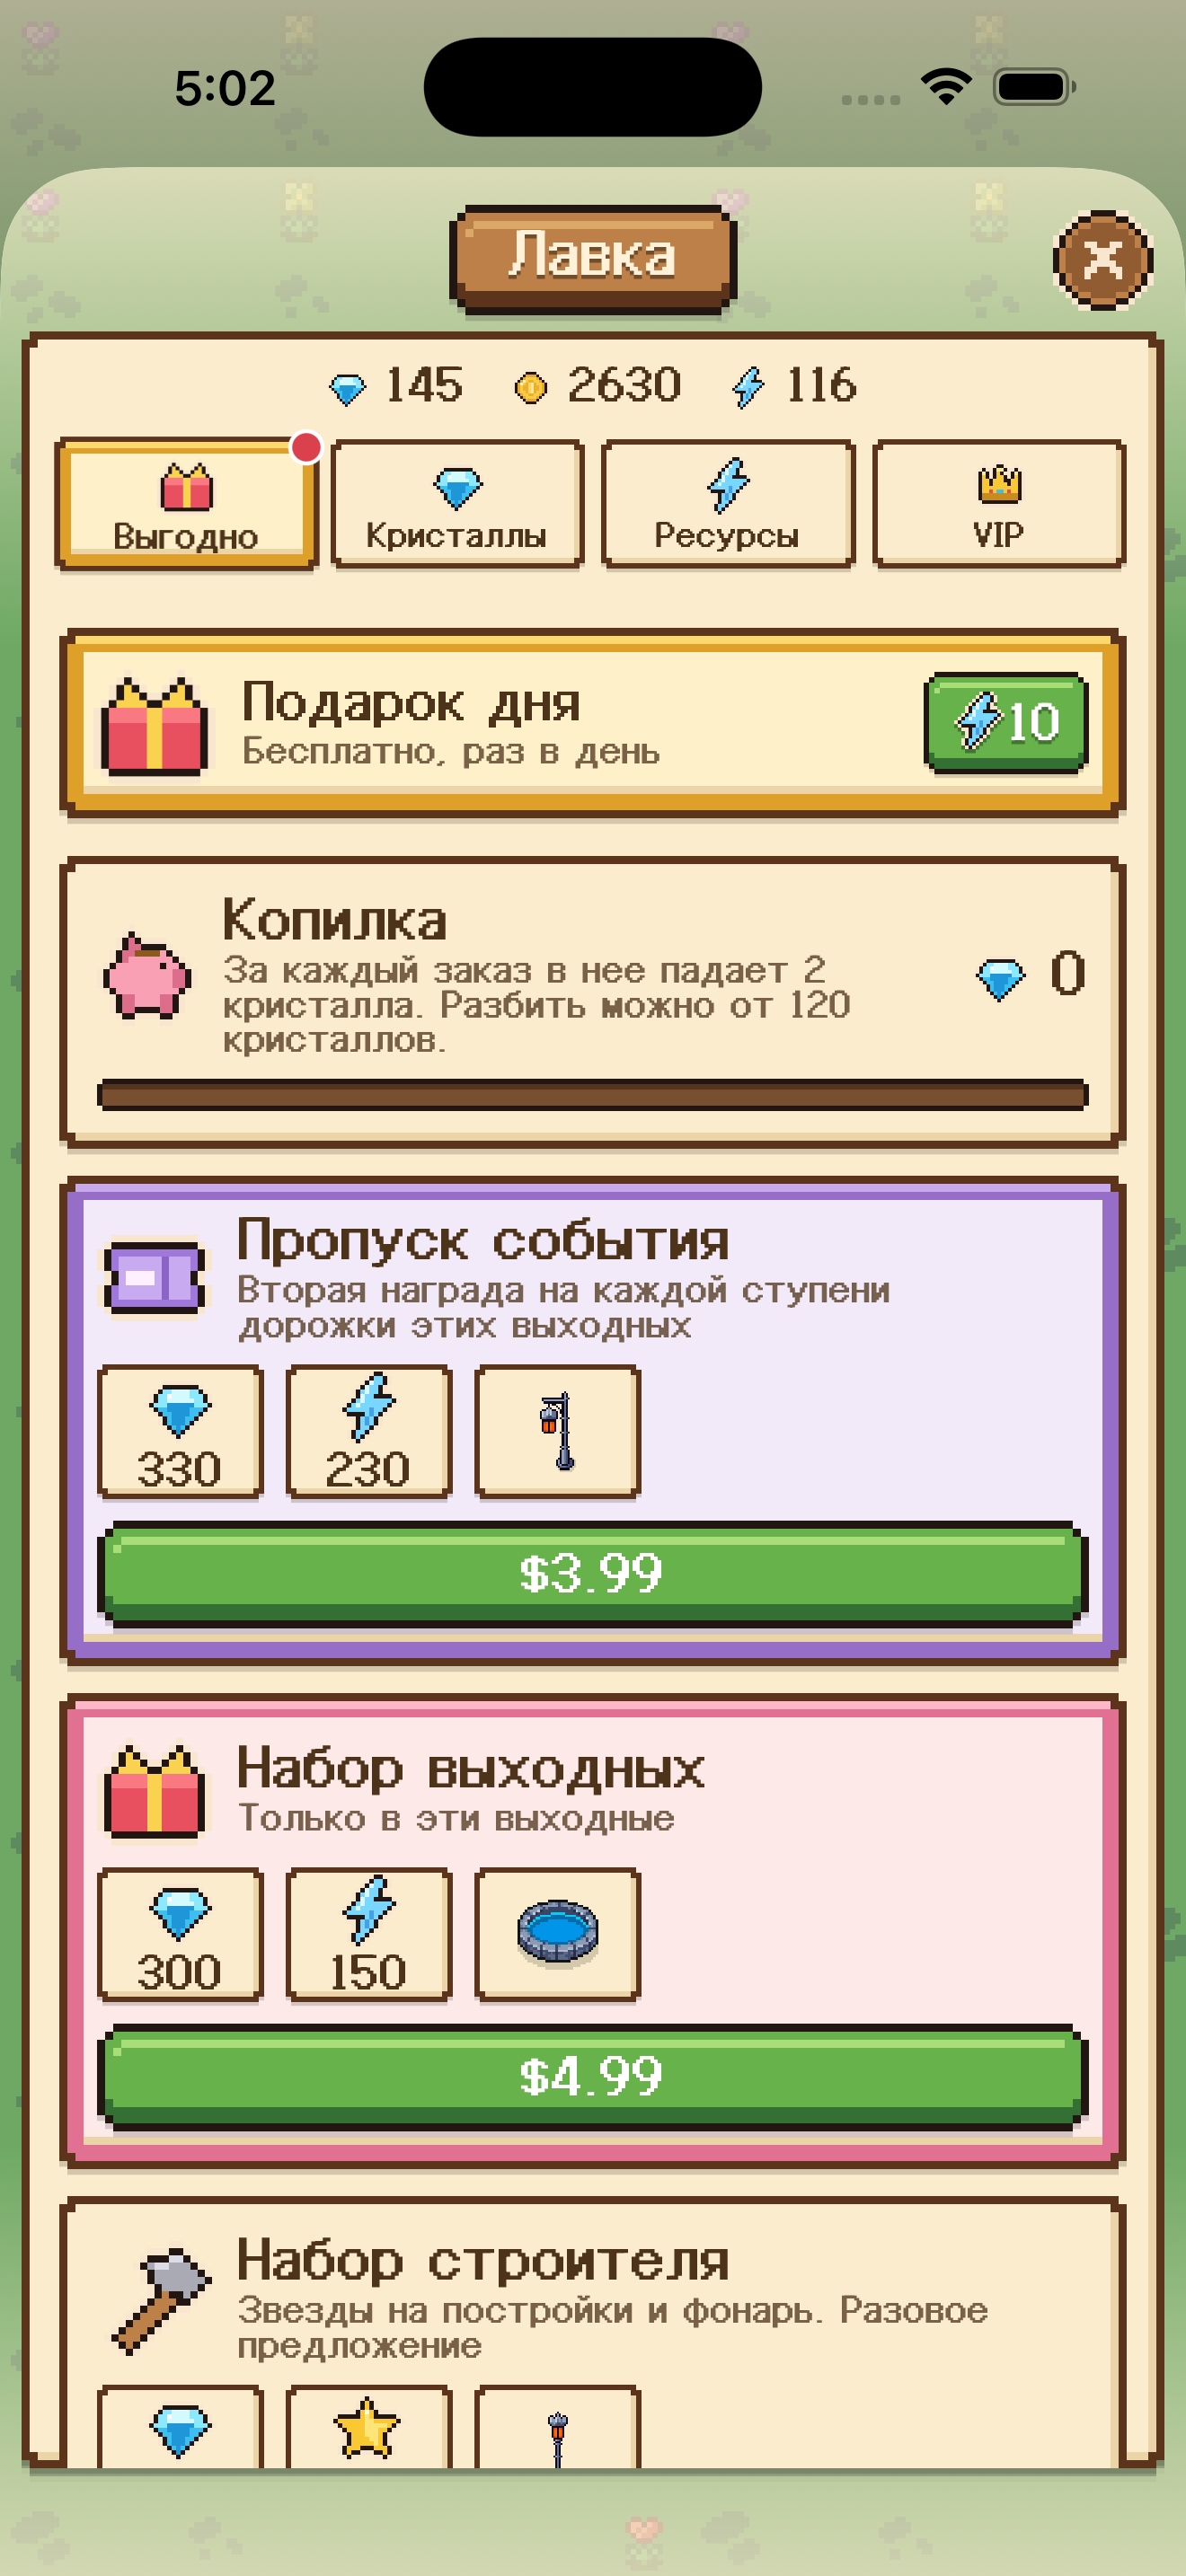 5:02
Лавка
145 2630 116
Выгодно Кристаллы Ресурсы VIP
Подарок дня
Бесплатно, раз в день
10
Копилка
За каждый заказ в нее падает 2
кристалла. Разбить можно от 120
кристаллов.
0
Пропуск события
Вторая награда на каждой ступени
дорожки этих выходных
330 230
$3.99
Набор выходных
Только в эти выходные
300 150
$4.99
Набор строителя
Звезды на постройки и фонарь. Разовое
предложение